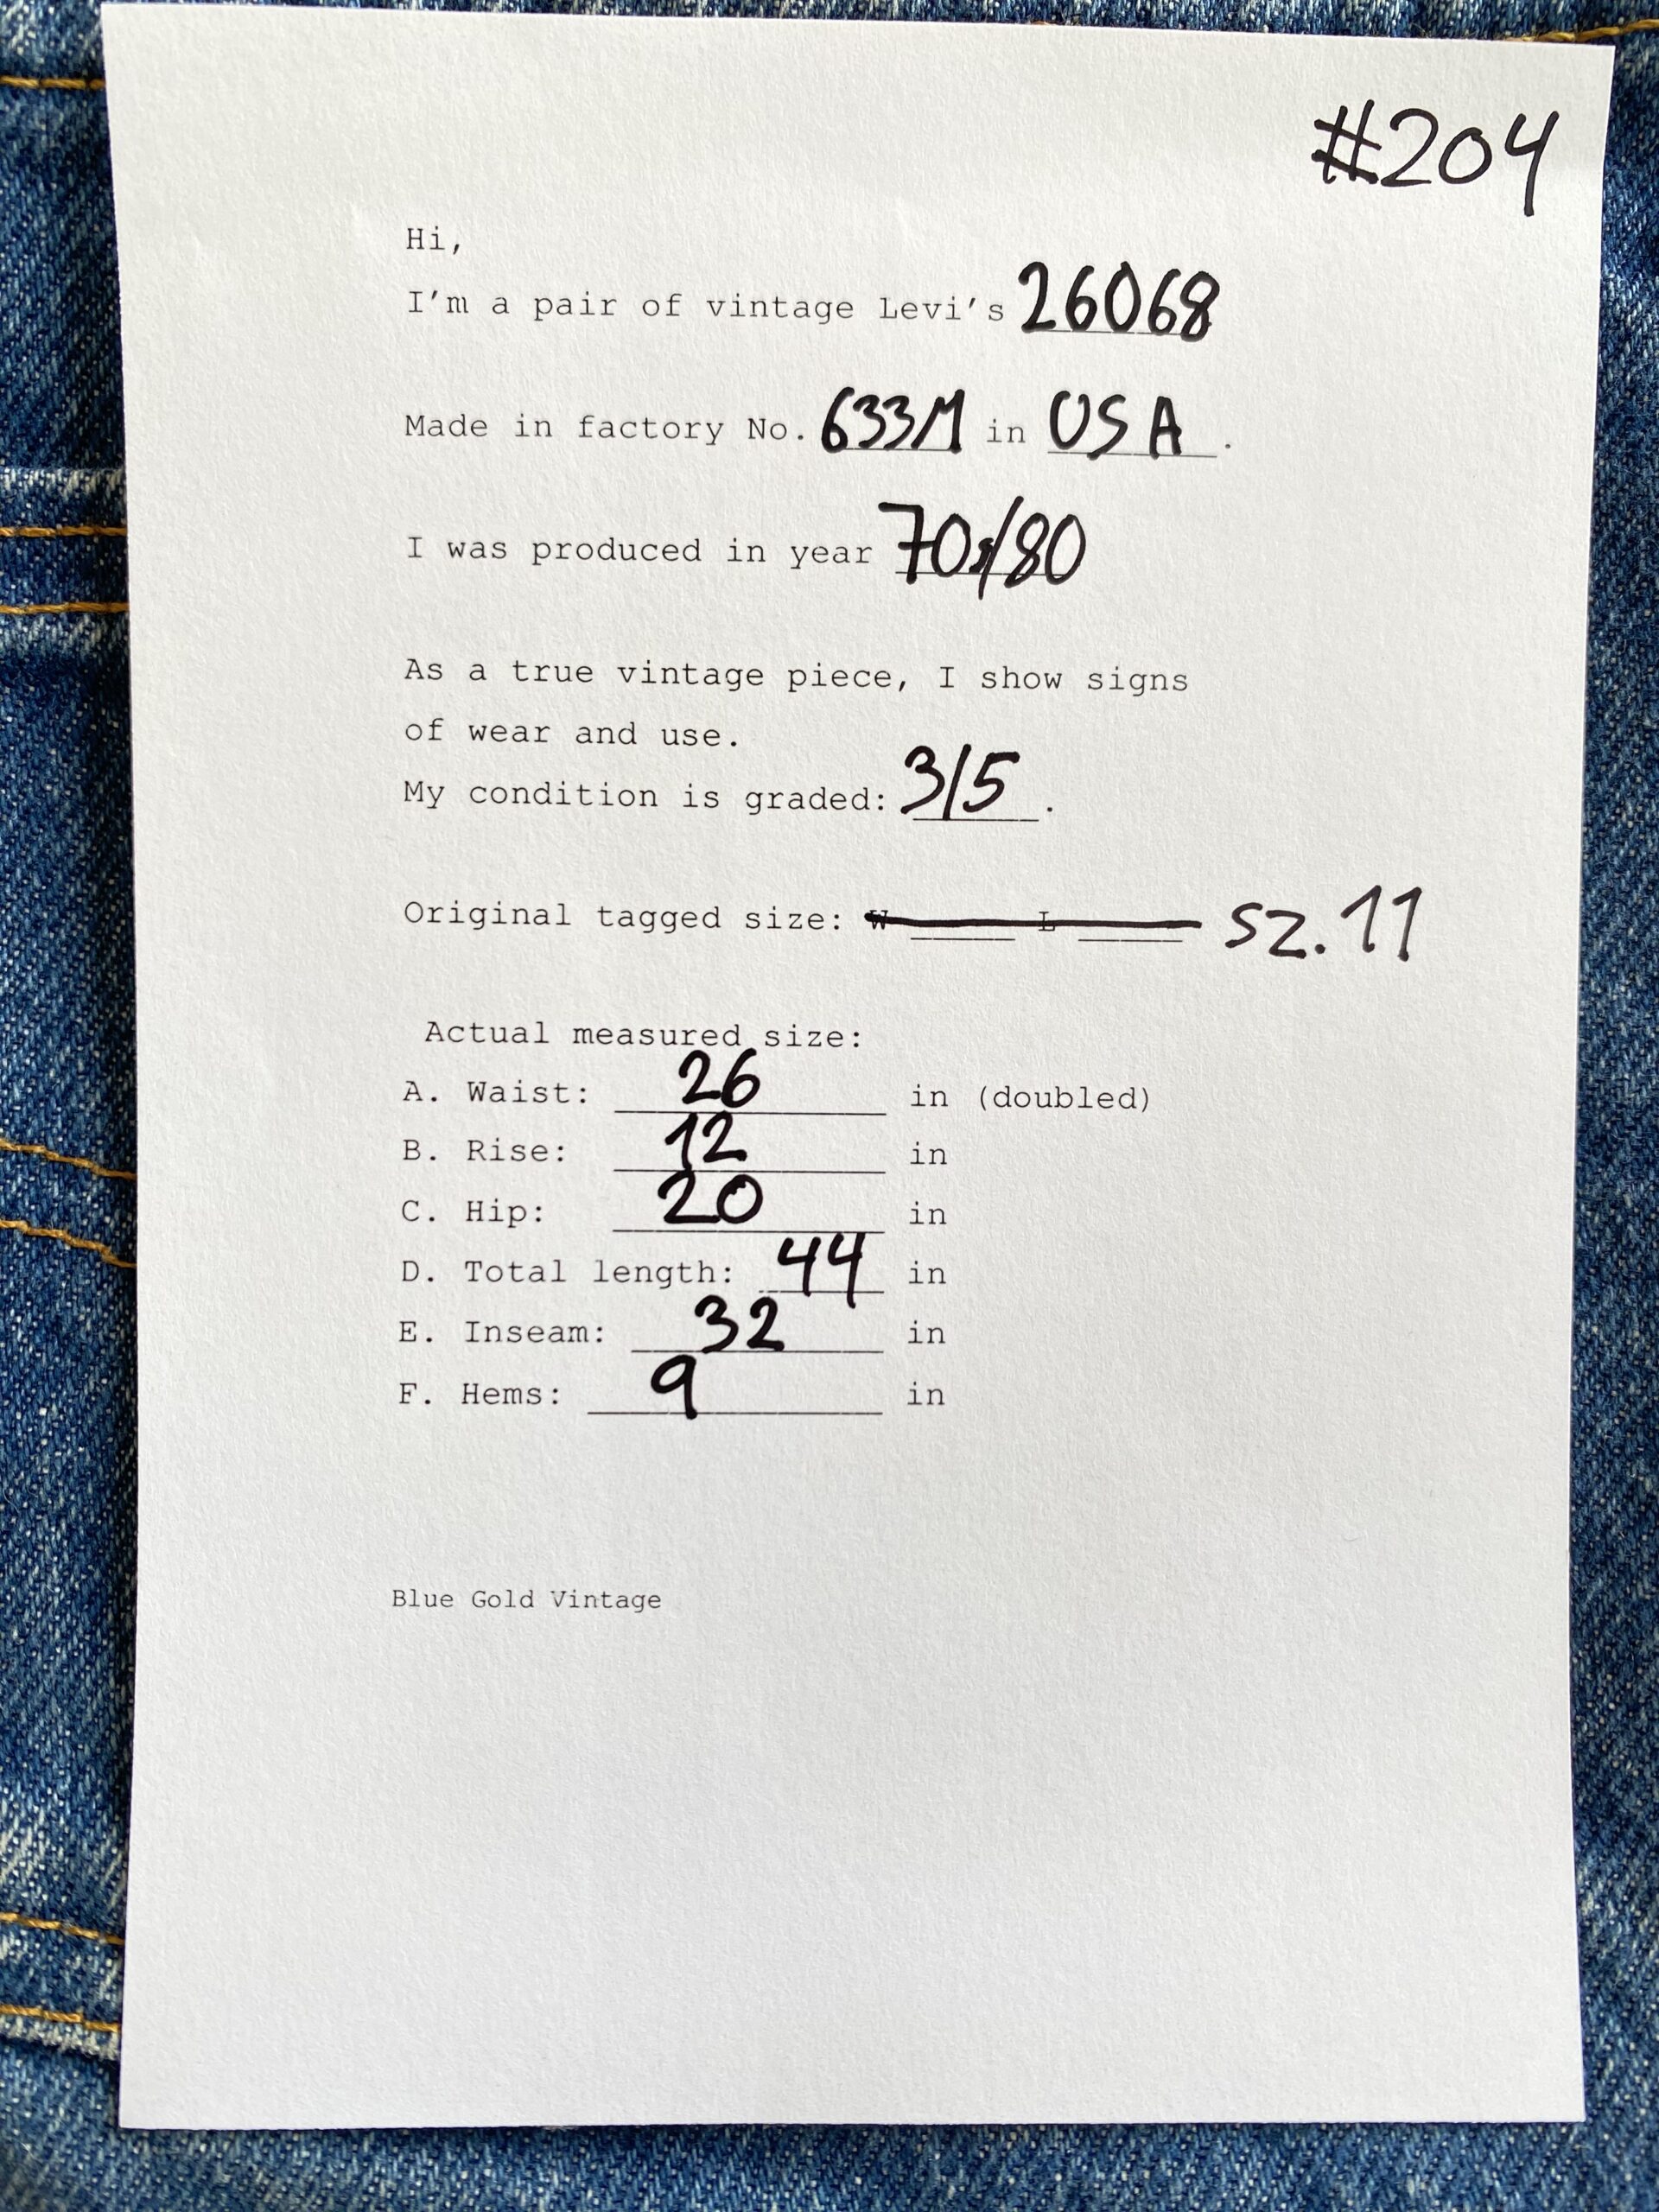 #204
Hi,
I'm a pair of vintage Levi's 26068
Made in factory No. 633M in USA.
I was produced in year 70s/80
As a true vintage piece, I show signs
of wear and use.
My condition is graded: 3/5.
Original tagged size: W L sz. 11
Actual measured size:
A. Waist: 26 in (doubled)
B. Rise: 12 in
C. Hip: 20 in
D. Total length: 44 in
E. Inseam: 32 in
F. Hems: 9 in
Blue Gold Vintage